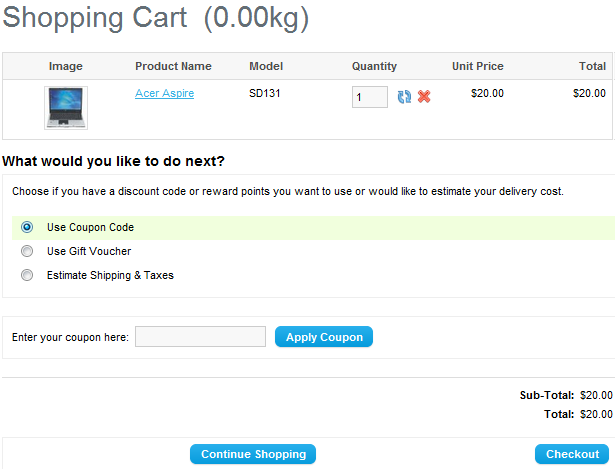 Shopping Cart (0.00kg)
Image Product Name Model Quantity Unit Price Total
Acer Aspire SD131 1 $20.00 $20.00
What would you like to do next?
Choose if you have a discount code or reward points you want to use or would like to estimate your delivery cost.
Use Coupon Code
Use Gift Voucher
Estimate Shipping & Taxes
Enter your coupon here: Apply Coupon
Sub-Total: $20.00
Total: $20.00
Continue Shopping Checkout